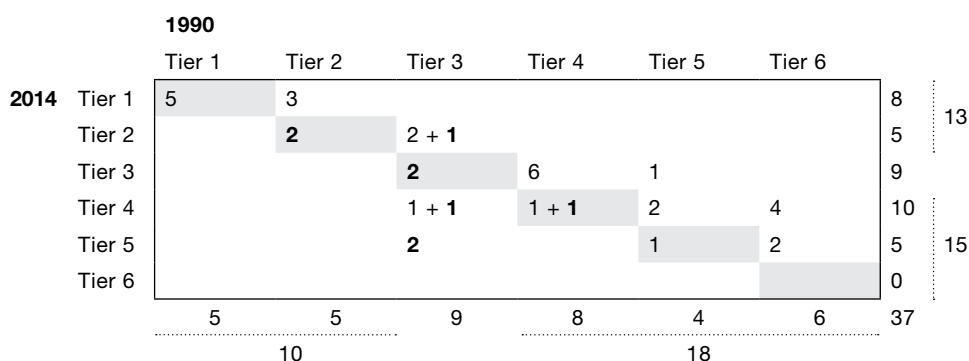 1990
Tier 1 Tier 2 Tier 3 Tier 4 Tier 5 Tier 6
2014 Tier 1 5 3 8
13
Tier 2 2 2 + 1 5
Tier 3 2 6 1 9
Tier 4 1 + 1 1 + 1 2 4 10
Tier 5 2 1 2 5 15
Tier 6 0
5 5 9 8 4 6 37
10 18